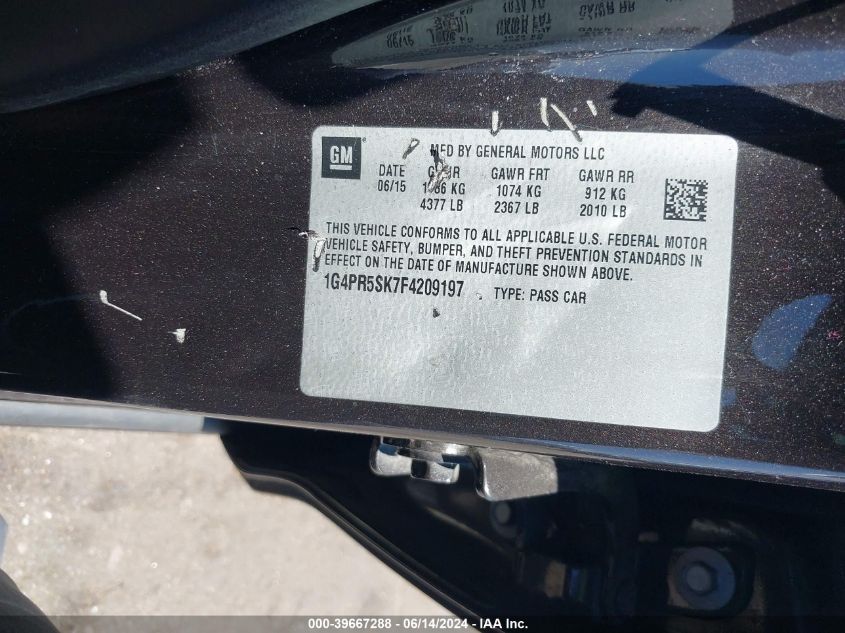 GM
MFD BY GENERAL MOTORS LLC
DATE GAWR FRT GAWR RR
06/15 KG 1074 KG 912 KG
4377 LB 2367 LB 2010 LB
THIS VEHICLE CONFORMS TO ALL APPLICABLE U.S. FEDERAL MOTOR
VEHICLE SAFETY, BUMPER, AND THEFT PREVENTION STANDARDS IN
EFFECT ON THE DATE OF MANUFACTURE SHOWN ABOVE.
1G4PR5SK7F4209197 TYPE: PASS CAR
000-39667288 - 06/14/2024 - IAA Inc.